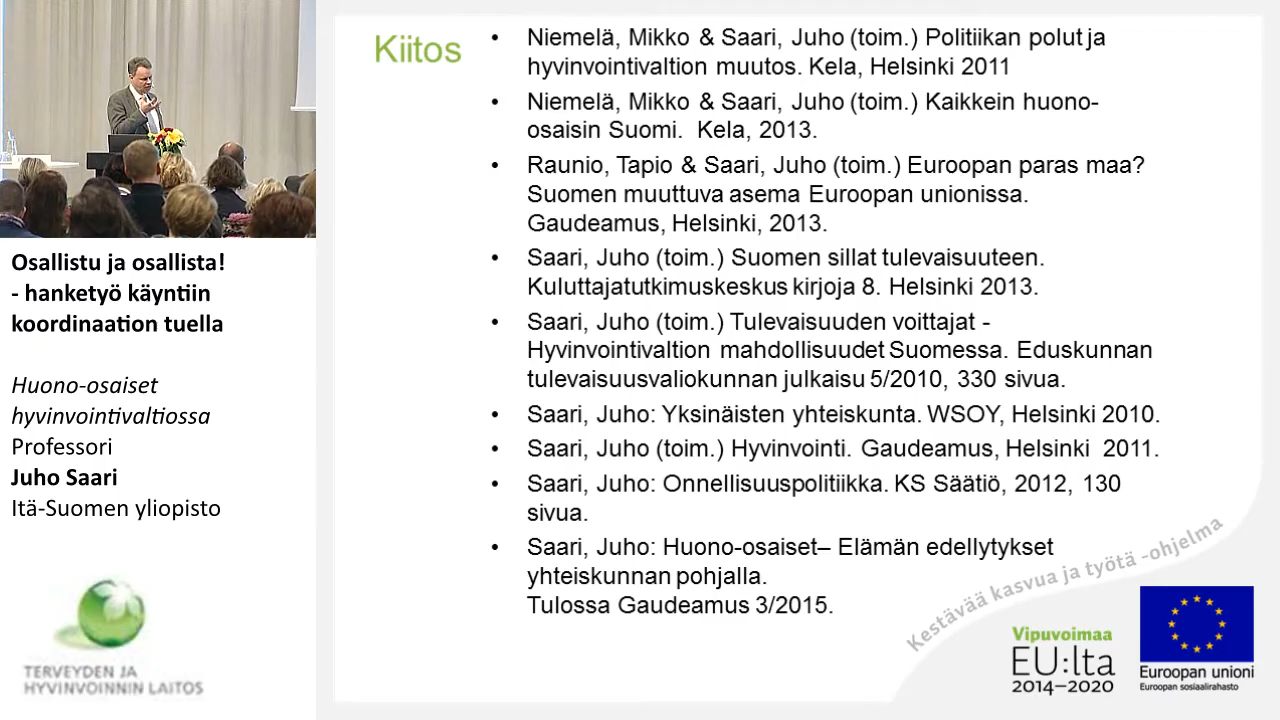 Osallistu ja osallista!
- hanketyö käyntiin
koordinaation tuella
Huono-osaiset
hyvinvointivaltiossa
Professori
Juho Saari
Itä-Suomen yliopisto
TERVEYDEN JA
HYVINVOINNIN LAITOS
Kiitos
• Niemelä, Mikko & Saari, Juho (toim.) Politiikan polut ja
hyvinvointivaltion muutos. Kela, Helsinki 2011
• Niemelä, Mikko & Saari, Juho (toim.) Kaikkein huono-
osaisin Suomi. Kela, 2013.
• Raunio, Tapio & Saari, Juho (toim.) Euroopan paras maa?
Suomen muuttuva asema Euroopan unionissa.
Gaudeamus, Helsinki, 2013.
• Saari, Juho (toim.) Suomen sillat tulevaisuuteen.
Kuluttajatutkimuskeskus kirjoja 8. Helsinki 2013.
• Saari, Juho (toim.) Tulevaisuuden voittajat -
Hyvinvointivaltion mahdollisuudet Suomessa. Eduskunnan
tulevaisuusvaliokunnan julkaisu 5/2010, 330 sivua.
• Saari, Juho: Yksinäisten yhteiskunta. WSOY, Helsinki 2010.
• Saari, Juho (toim.) Hyvinvointi. Gaudeamus, Helsinki 2011.
• Saari, Juho: Onnellisuuspolitiikka. KS Säätiö, 2012, 130
sivua.
• Saari, Juho: Huono-osaiset– Elämän edellytykset
yhteiskunnan pohjalla.
Tulossa Gaudeamus 3/2015.
Kestävää kasvua ja työtä -ohjelma
Vipuvoimaa
EU:lta
2014–2020
Euroopan unioni
Euroopan sosiaalirahasto